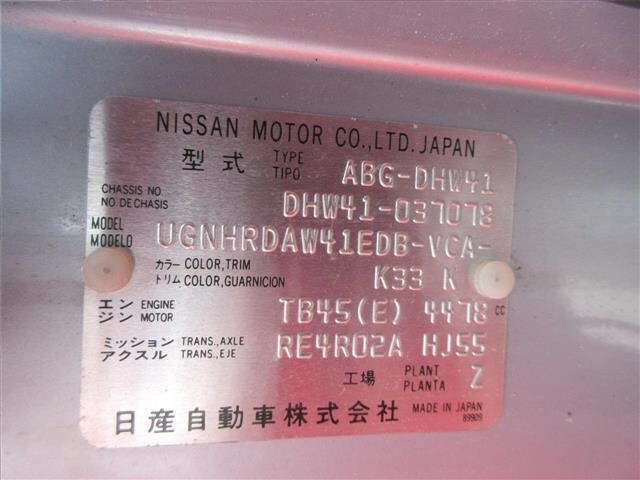 NISSAN MOTOR CO.,LTD. JAPAN
型式 TYPE TIPO ABG-DHW41
CHASSIS NO. NO.DE CHASIS DHW41-037078
MODEL MODELO UGNHRDAW41EDB-VCA-
カラー COLOR,TRIM トリム COLOR,GUARNICION K33 K
エンジン ENGINE MOTOR TB45(E) 4478 cc
ミッション アクスル TRANS.,AXLE TRANS.,EJE RE4R02A HJ55
工場 PLANT PLANTA Z
日産自動車株式会社 MADE IN JAPAN
89909